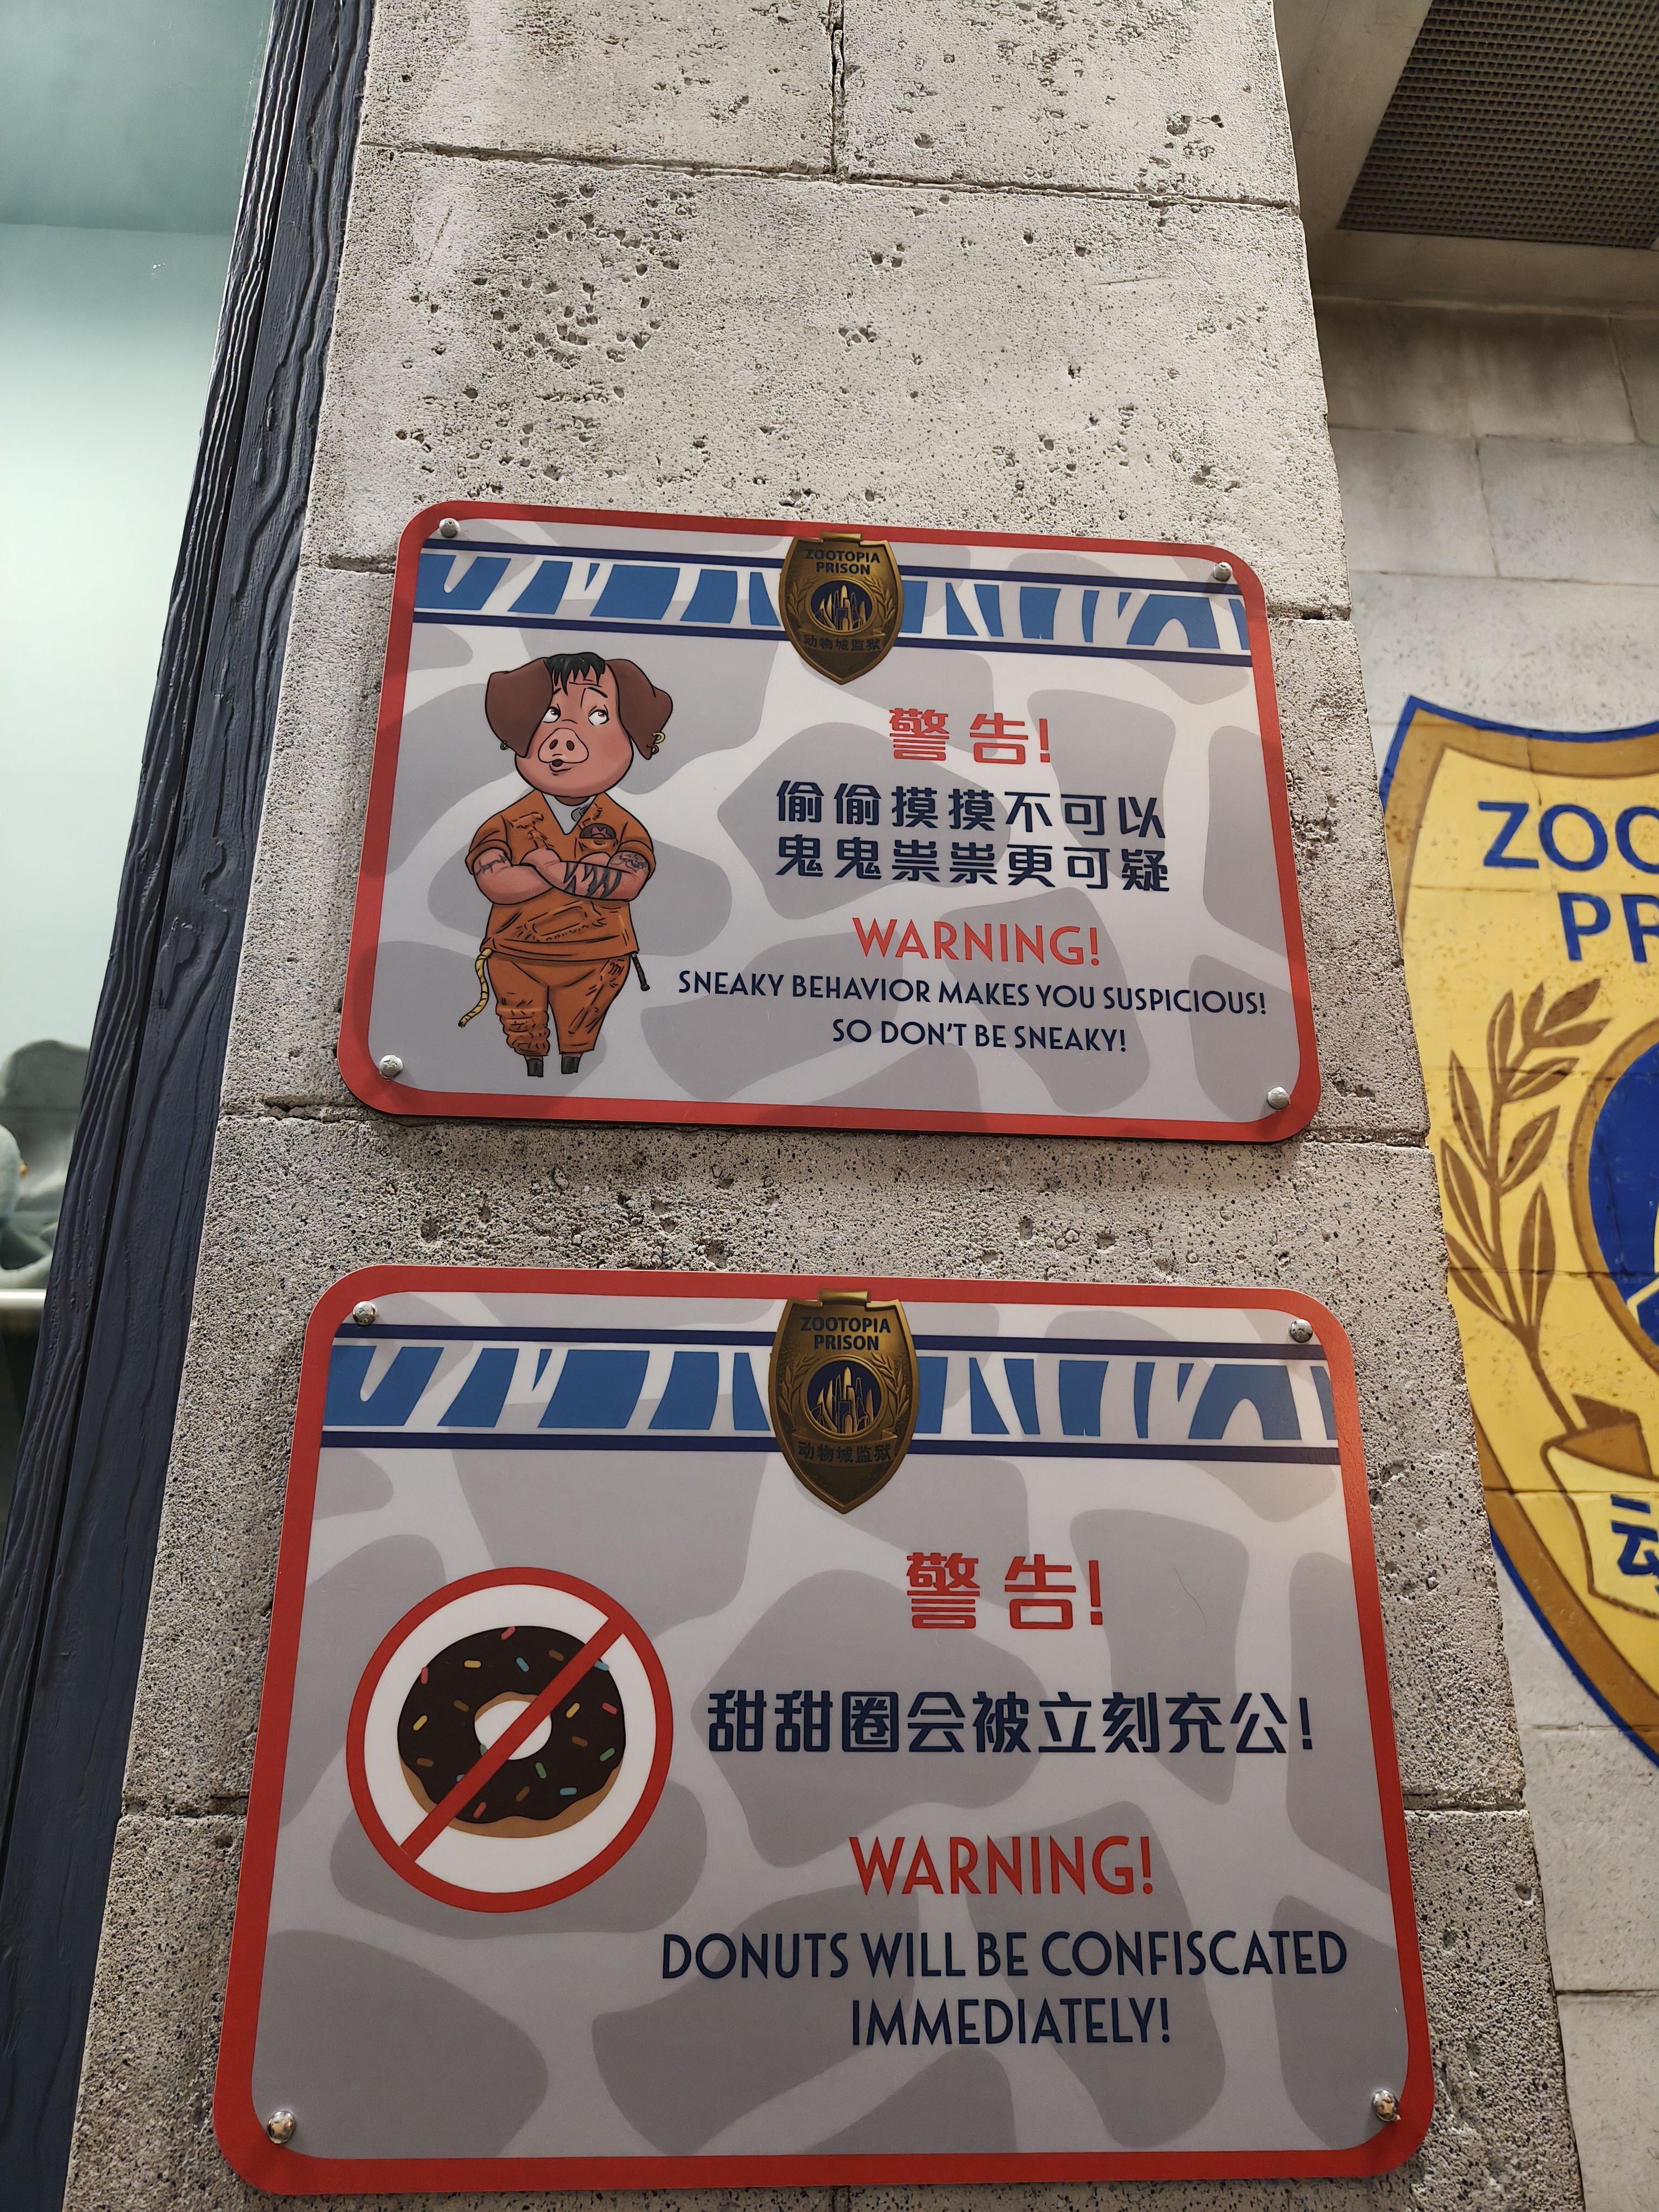 ZOOTOPIA
PRISON
动物城监狱
警告!
偷偷摸摸不可以
鬼鬼祟祟更可疑
WARNING!
SNEAKY BEHAVIOR MAKES YOU SUSPICIOUS!
SO DON'T BE SNEAKY!
ZOOTOPIA
PRISON
动物城监狱
警告!
甜甜圈会被立刻充公!
WARNING!
DONUTS WILL BE CONFISCATED
IMMEDIATELY!
ZOO
PR
动